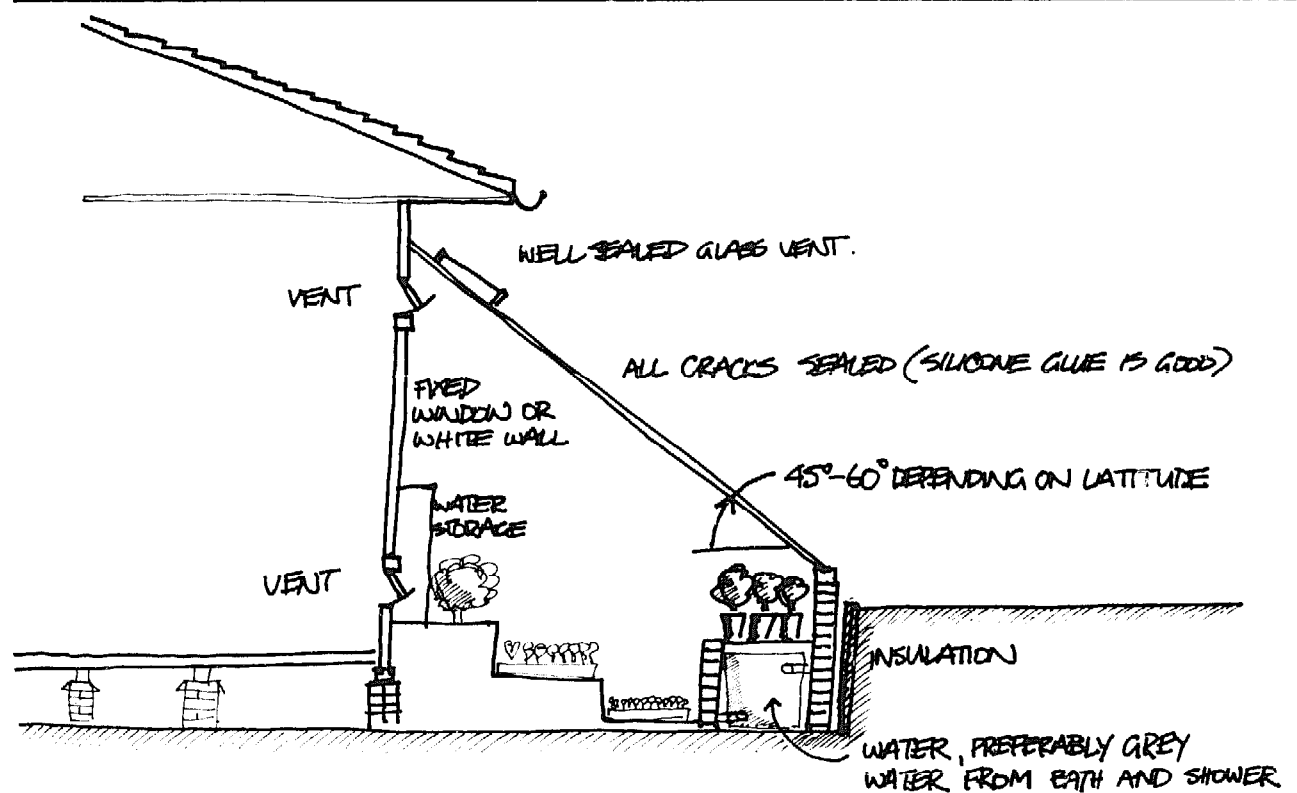 WELL SEALED GLASS VENT.
VENT
ALL CRACKS SEALED (SILICONE GLUE IS GOOD)
FIXED
WINDOW OR
WHITE WALL
45°-60° DEPENDING ON LATITUDE
WATER
STORAGE
VENT
INSULATION
WATER, PREFERABLY GREY
WATER FROM BATH AND SHOWER